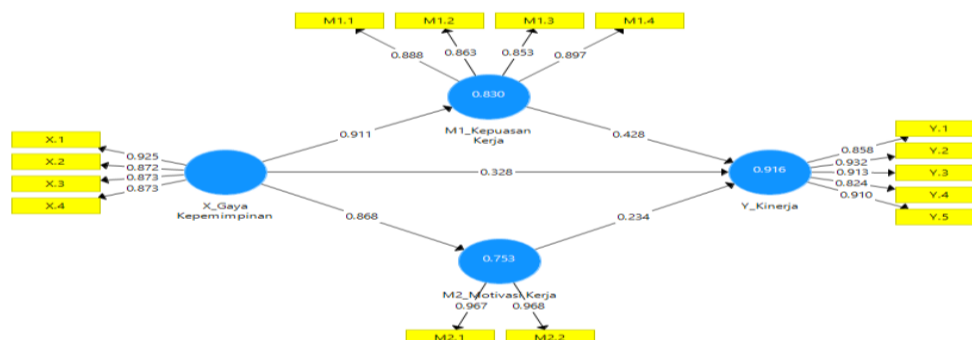 M1.1
M1.2
M1.3
M1.4
0.888
0.863
0.853
0.897
0.830
M1_Kepuasan
Kerja
X.1
X.2
X.3
X.4
0.925
0.872
0.873
0.873
X_Gaya
Kepemimpinan
0.911
0.428
0.328
0.868
0.234
0.916
Y_Kinerja
Y.1
Y.2
Y.3
Y.4
Y.5
0.858
0.932
0.913
0.824
0.910
0.753
M2_Motivasi Kerja
0.967
0.968
M2.1
M2.2